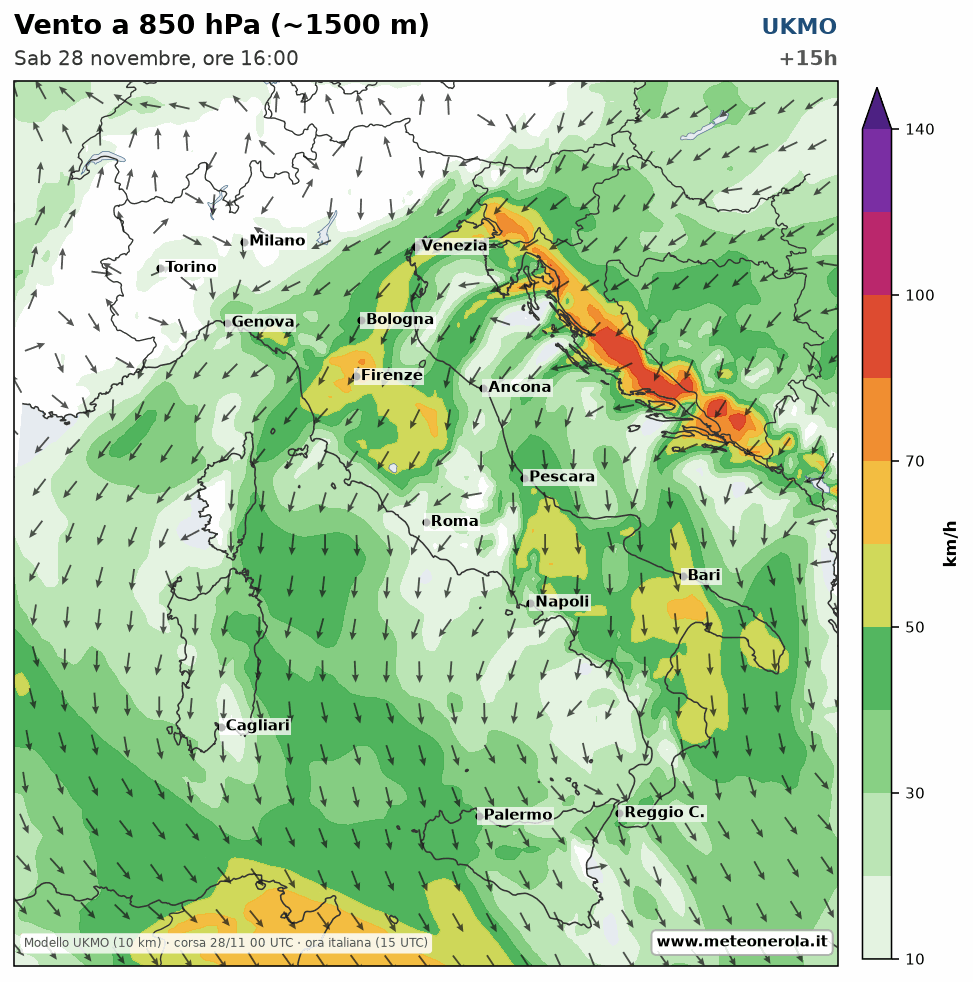 Vento a 850 hPa (~1500 m)
UKMO
Sab 28 novembre, ore 16:00
+15h
140
100
70
50
30
10
km/h
Milano
Venezia
Torino
Genova
Bologna
Firenze
Ancona
Pescara
Roma
Bari
Napoli
Cagliari
Palermo
Reggio C.
Modello UKMO (10 km) · corsa 28/11 00 UTC · ora italiana (15 UTC)
www.meteonerola.it